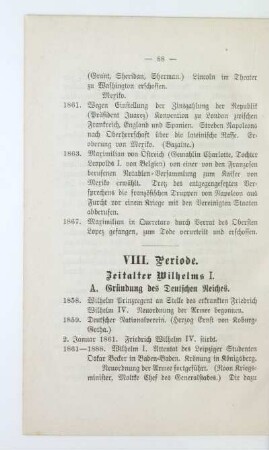 — 88 —
(Grant, Sheridan, Sherman.) Lincoln in Theater
zu Washington erschossen.
Mexiko.
1861. Wegen Einstellung der Zinszahlung der Republik
(Präsident Juarez) Konvention zu London zwischen
Frankreich, England und Spanien. Streben Napoleons
nach Oberherrschaft über die lateinische Rasse. Er-
oberung von Mexiko. (Bazaine.)
1863. Maximilian von Östreich (Gemahlin Charlotte, Tochter
Leopolds I. von Belgien) von einer von den Franzosen
berufenen Notablen-Versammlung zum Kaiser von
Mexiko erwählt. Trotz des entgegengesetzten Ver-
sprechens die französischen Truppen von Napoleon aus
Furcht vor einem Kriege mit den Vereinigten Staaten
abberufen.
1867. Maximilian in Queretaro durch Verrat des Obersten
Lopez gefangen, zum Tode verurteilt und erschossen.
VIII. Periode.
Zeitalter Wilhelms I.
A. Gründung des Deutschen Reiches.
1858. Wilhelm Prinzregent an Stelle des erkrankten Friedrich
Wilhelm IV. Neuordnung der Armee begonnen.
1859. Deutscher Nationalverein. (Herzog Ernst von Koburg-
Gotha.)
2. Januar 1861. Friedrich Wilhelm IV. stirbt.
1861—1888. Wilhelm I. Attentat des Leipziger Studenten
Oskar Becker in Baden-Baden. Krönung in Königsberg.
Neuordnung der Armee fortgeführt. (Roon Kriegs-
minister, Moltke Chef des Generalstabes.) Die dazu